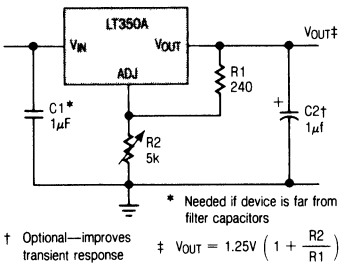 LT350A
VIN
VOUT
ADJ
VOUT‡
C1*
1µF
R1
240
+
C2†
1µf
R2
5k
* Needed if device is far from
filter capacitors
† Optional—improves
transient response
‡ VOUT = 1.25V ( 1 + R2
R1 )